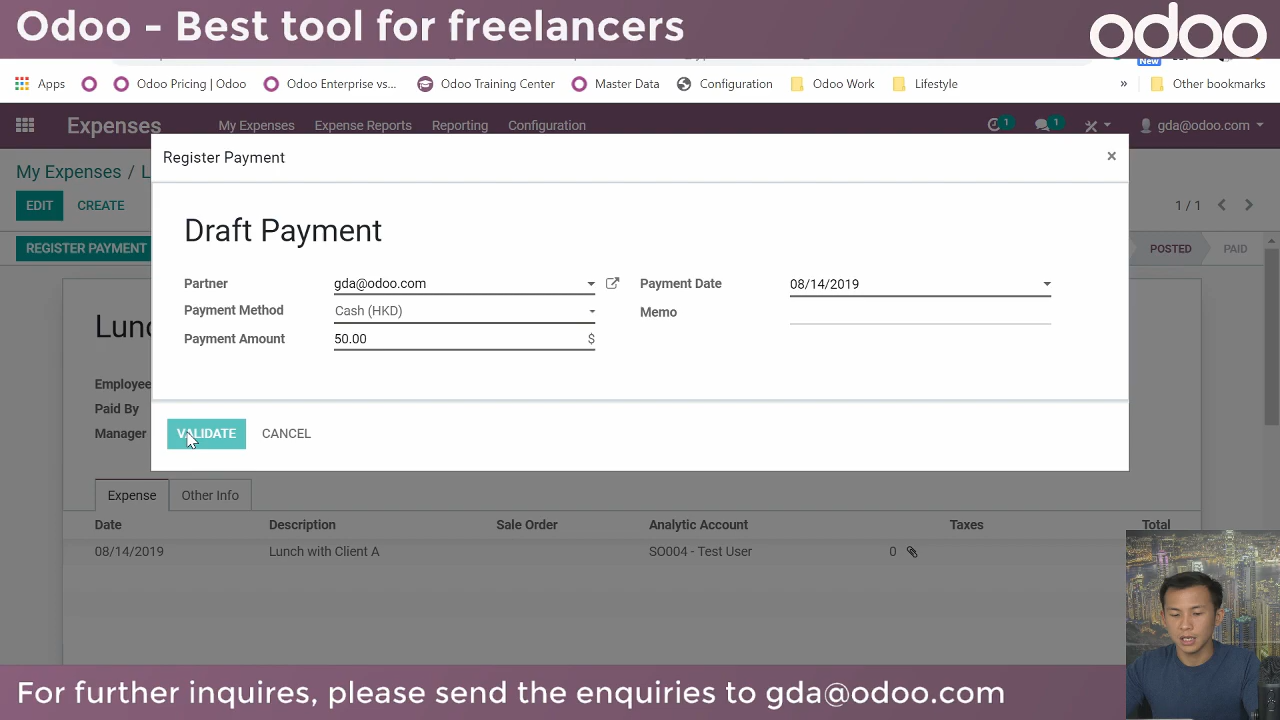 Odoo - Best tool for freelancers
odoo
New
Apps
Odoo Pricing | Odoo
Odoo Enterprise vs...
Odoo Training Center
Master Data
Configuration
Odoo Work
Lifestyle
»
Other bookmarks
Expenses
My Expenses
Expense Reports
Reporting
Configuration
1
1
gda@odoo.com
My Expenses / L
Register Payment
×
EDIT
CREATE
1 / 1
REGISTER PAYMENT
POSTED
PAID
Draft Payment
Partner
gda@odoo.com
Payment Date
08/14/2019
Payment Method
Cash (HKD)
Memo
Payment Amount
50.00
$
Lunc
Employee
Paid By
Manager
VALIDATE
CANCEL
Expense
Other Info
Date
Description
Sale Order
Analytic Account
Taxes
Total
08/14/2019
Lunch with Client A
SO004 - Test User
0
For further inquires, please send the enquiries to gda@odoo.com